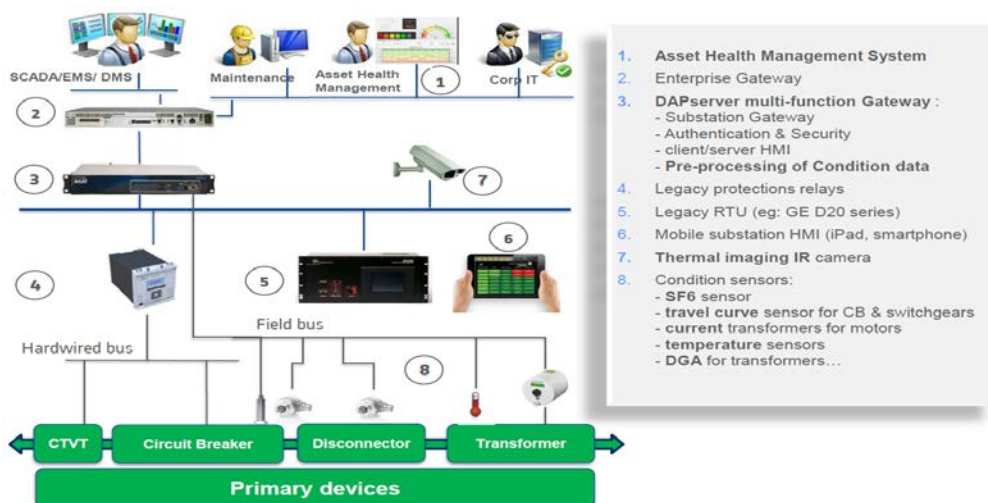 SCADA/EMS/ DMS
Maintenance
Asset Health
Management
1
Corp IT
2
3
7
4
5
6
Field bus
Hardwired bus
8
CTVT
Circuit Breaker
Disconnector
Transformer
Primary devices
1. Asset Health Management System
2. Enterprise Gateway
3. DAPserver multi-function Gateway :
- Substation Gateway
- Authentication & Security
- client/server HMI
- Pre-processing of Condition data
4. Legacy protections relays
5. Legacy RTU (eg: GE D20 series)
6. Mobile substation HMI (iPad, smartphone)
7. Thermal imaging IR camera
8. Condition sensors:
- SF6 sensor
- travel curve sensor for CB & switchgears
- current transformers for motors
- temperature sensors
- DGA for transformers…